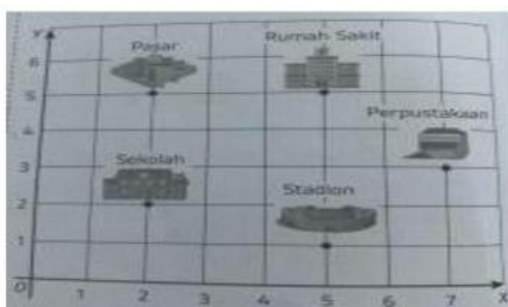 Y
Pasar
Rumah Sakit
6
5
Perpustakaan
4
Sekolah
3
Stadion
2
1
O 1 2 3 4 5 6 7 X